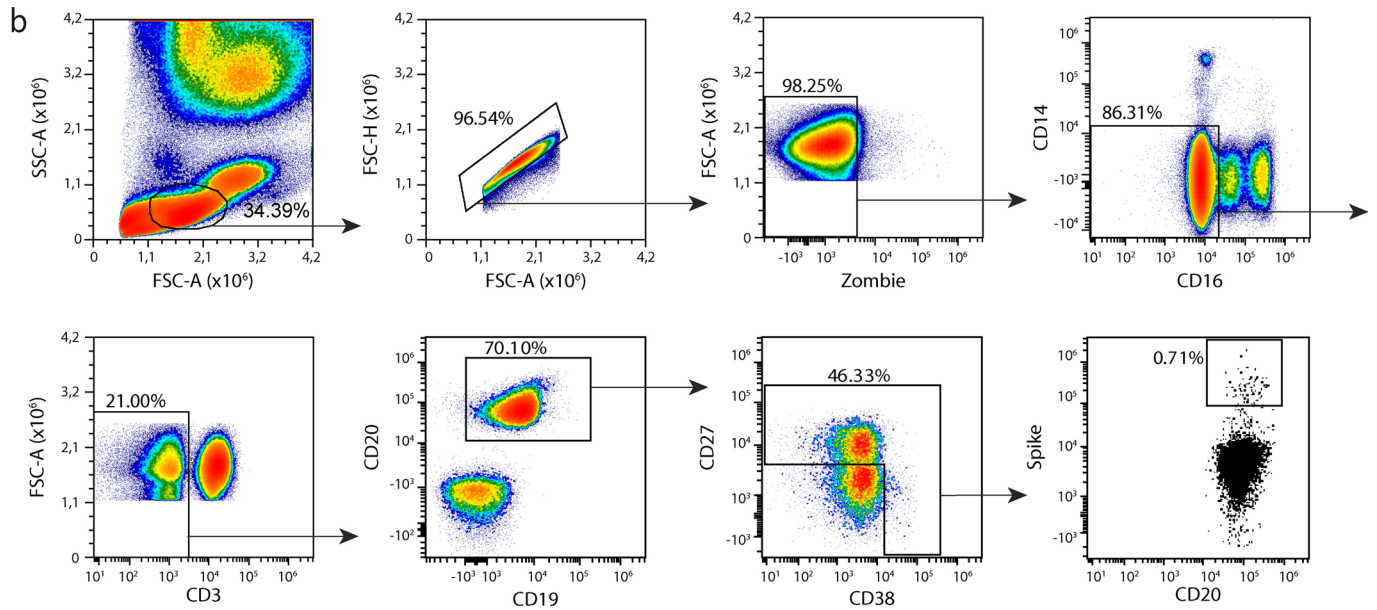 b
4,2
3,2
2,1
1,1
0
SSC-A (x10⁶)
34.39%
0 1,1 2,1 3,2 4,2
FSC-A (x10⁶)
4,2
3,2
2,1
1,1
0
FSC-H (x10⁶)
96.54%
0 1,1 2,1 3,2 4,2
FSC-A (x10⁶)
4,2
3,2
2,1
1,1
0
FSC-A (x10⁶)
98.25%
-10³ 10³ 10⁴ 10⁵ 10⁶
Zombie
10⁶
10⁵
10⁴
-10³
-10⁴
CD14
86.31%
10¹ 10² 10³ 10⁴ 10⁵ 10⁶
CD16
4,2
3,2
2,1
1,1
0
FSC-A (x10⁶)
21.00%
10¹ 10² 10³ 10⁴ 10⁵ 10⁶
CD3
10⁶
10⁵
10⁴
-10³
-10²
CD20
70.10%
-10³ 10³ 10⁴ 10⁵ 10⁶
CD19
10⁶
10⁵
10⁴
10³
-10³
CD27
46.33%
10¹ 10² 10³ 10⁴ 10⁵ 10⁶
CD38
10⁶
10⁵
10⁴
10³
-10³
Spike
0.71%
10¹ 10² 10³ 10⁴ 10⁵ 10⁶
CD20